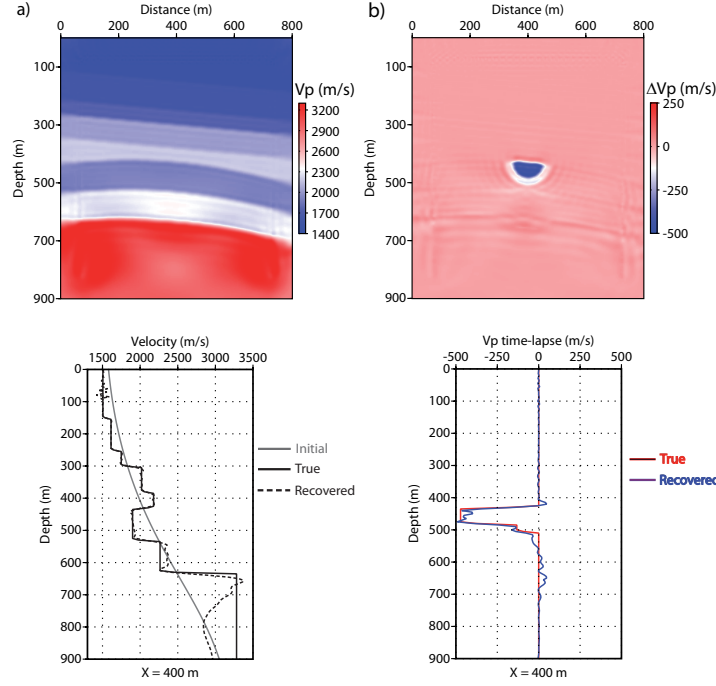 a)
Distance (m)
0 200 400 600 800
100
300
500
700
900
Depth (m)
Vp (m/s)
3200
2900
2600
2300
2000
1700
1400
b)
Distance (m)
0 200 400 600 800
100
300
500
700
900
Depth (m)
ΔVp (m/s)
250
0
-250
-500
Velocity (m/s)
1500 2000 2500 3000 3500
0
100
200
300
400
500
600
700
800
900
Depth (m)
X = 400 m
Initial
True
Recovered
Vp time-lapse (m/s)
-500 -250 0 250 500
0
100
200
300
400
500
600
700
800
900
Depth (m)
X = 400 m
True
Recovered